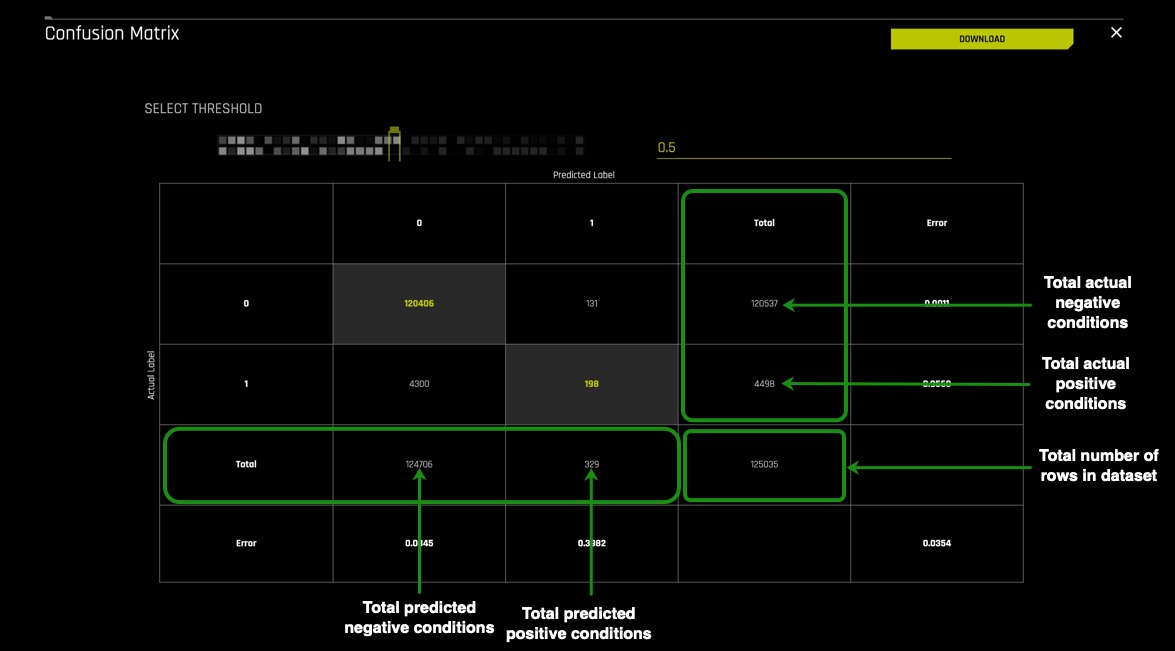 Confusion Matrix
DOWNLOAD
SELECT THRESHOLD
0.5
Predicted Label
0 1 Total Error
Total actual
negative
conditions
0 120406 131 120537 0.0011
Total actual
positive
conditions
Actual Label
1 4300 198 4498
Total 124706 329 125035
Total number of
rows in dataset
Error 0.0345 0.3982 0.0354
Total predicted
negative conditions
Total predicted
positive conditions